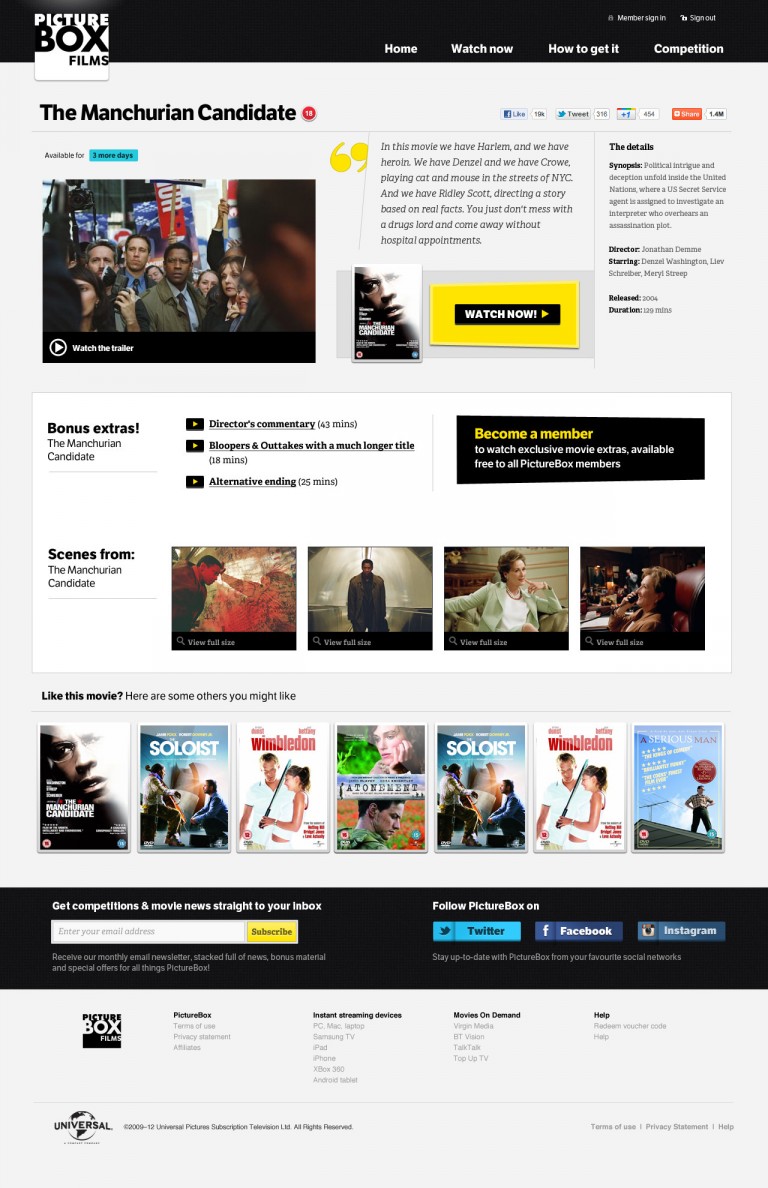 PICTURE
BOX
FILMS
Member sign in
Sign out
Home
Watch now
How to get it
Competition
The Manchurian Candidate
18
Like
19k
Tweet
316
+1
454
Share
1.4M
Available for
3 more days
Watch the trailer
In this movie we have Harlem, and we have
heroin. We have Denzel and we have Crowe,
playing cat and mouse in the streets of NYC.
And we have Ridley Scott, directing a story
based on real facts. You just don't mess with
a drugs lord and come away without
hospital appointments.
THE
MANCHURIAN
CANDIDATE
WATCH NOW!
The details
Synopsis: Political intrigue and
deception unfold inside the United
Nations, where a US Secret Service
agent is assigned to investigate an
interpreter who overhears an
assassination plot.
Director: Jonathan Demme
Starring: Denzel Washington, Liev
Schreiber, Meryl Streep
Released: 2004
Duration: 129 mins
Bonus extras!
The Manchurian
Candidate
Director's commentary (43 mins)
Bloopers & Outtakes with a much longer title
(18 mins)
Alternative ending (25 mins)
Become a member
to watch exclusive movie extras, available
free to all PictureBox members
Scenes from:
The Manchurian
Candidate
View full size
View full size
View full size
View full size
Like this movie? Here are some others you might like
THE
MANCHURIAN
CANDIDATE
THE
SOLOIST
wimbledon
ATONEMENT
THE
SOLOIST
wimbledon
A SERIOUS MAN
Get competitions & movie news straight to your inbox
Enter your email address
Subscribe
Receive our monthly email newsletter, stacked full of news, bonus material
and special offers for all things PictureBox!
Follow PictureBox on
Twitter
Facebook
Instagram
Stay up-to-date with PictureBox from your favourite social networks
PICTURE
BOX
FILMS
PictureBox
Terms of use
Privacy statement
Affiliates
Instant streaming devices
PC, Mac, laptop
Samsung TV
iPad
iPhone
XBox 360
Android tablet
Movies On Demand
Virgin Media
BT Vision
TalkTalk
Top Up TV
Help
Redeem voucher code
Help
UNIVERSAL
©2009–12 Universal Pictures Subscription Television Ltd. All Rights Reserved.
Terms of use | Privacy Statement | Help